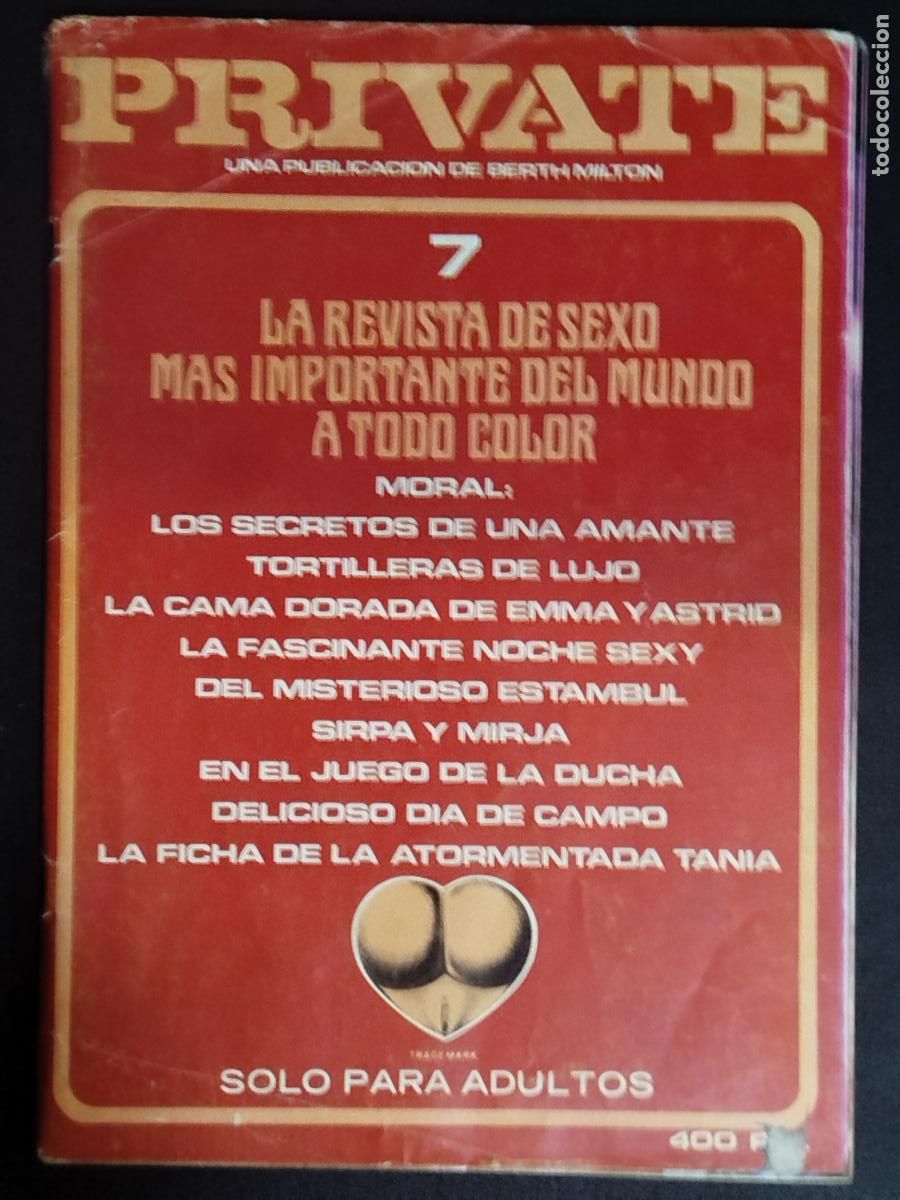 PRIVATE
UNA PUBLICACION DE BERTH MILTON
7
LA REVISTA DE SEXO
MAS IMPORTANTE DEL MUNDO
A TODO COLOR
MORAL:
LOS SECRETOS DE UNA AMANTE
TORTILLERAS DE LUJO
LA CAMA DORADA DE EMMA Y ASTRID
LA FASCINANTE NOCHE SEXY
DEL MISTERIOSO ESTAMBUL
SIRPA Y MIRJA
EN EL JUEGO DE LA DUCHA
DELICIOSO DIA DE CAMPO
LA FICHA DE LA ATORMENTADA TANIA
TRADE MARK
SOLO PARA ADULTOS
400
todocoleccion